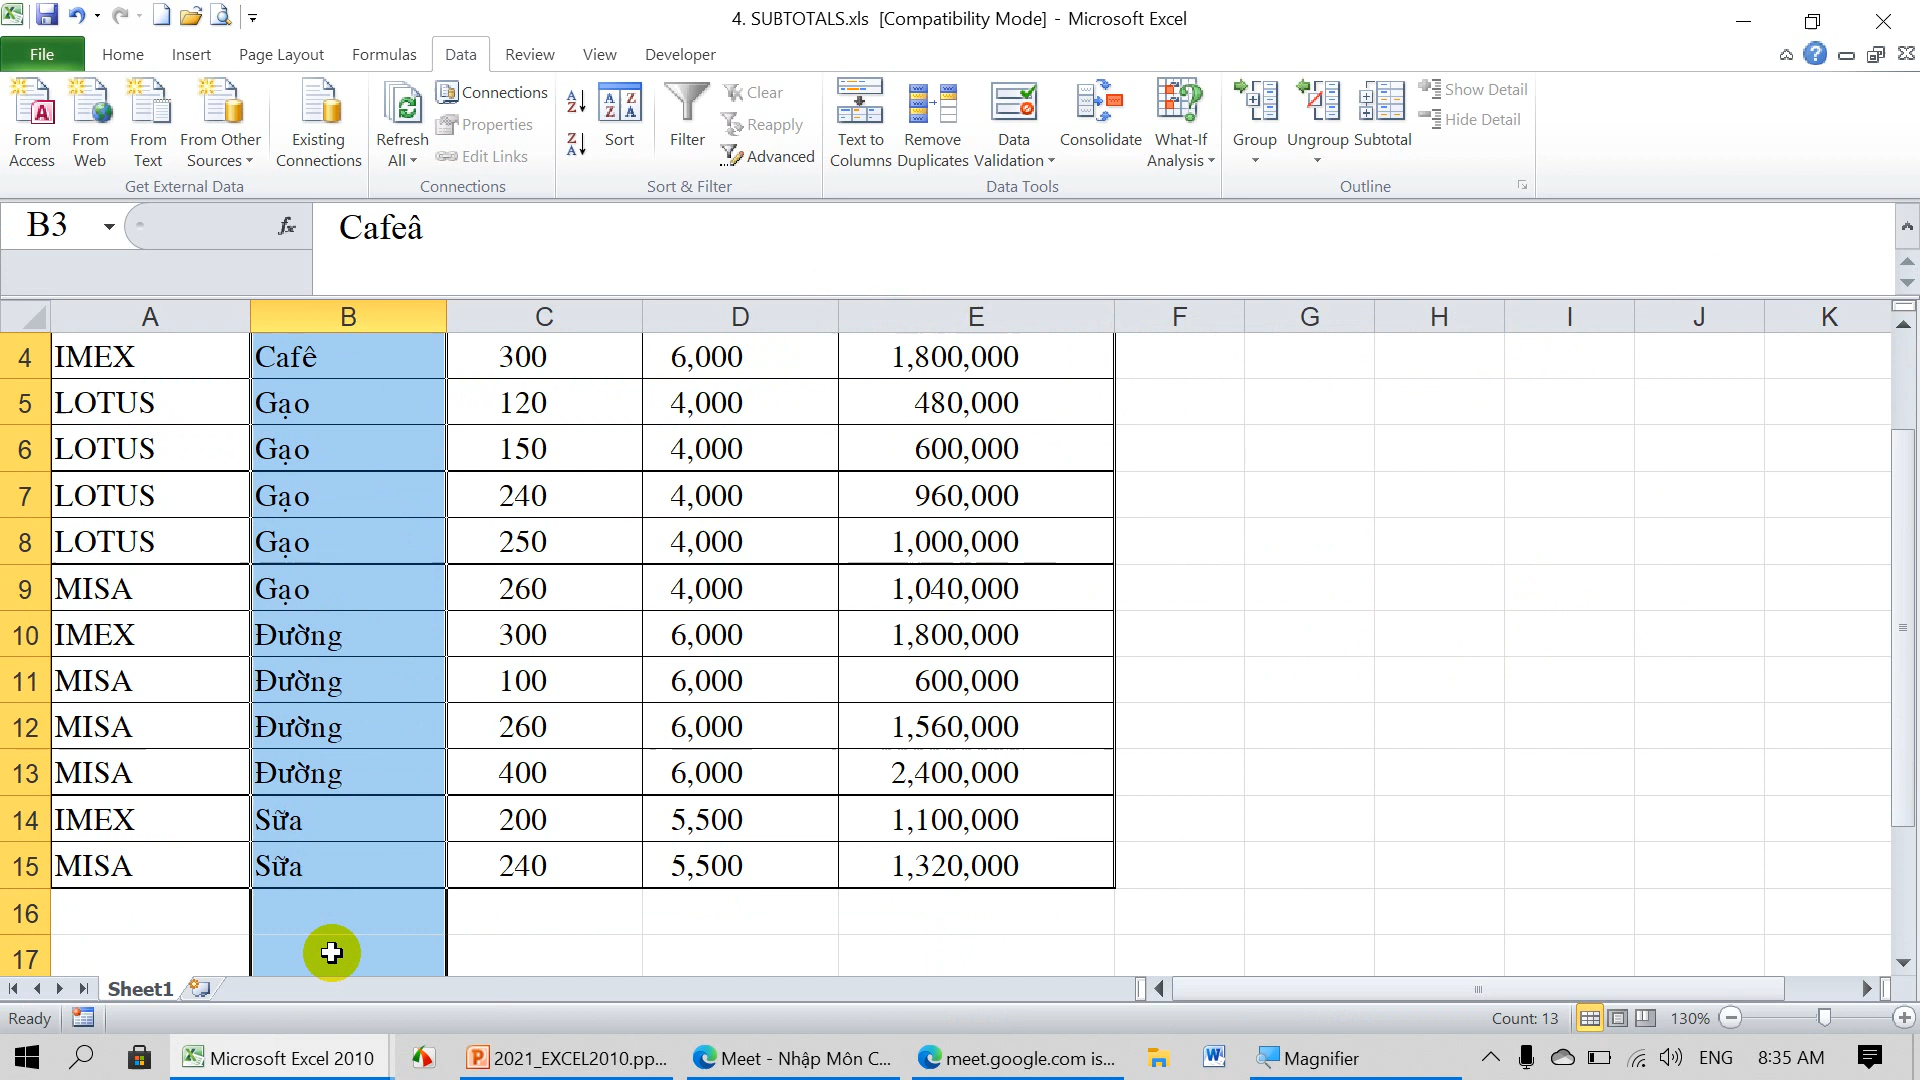 4. SUBTOTALS.xls [Compatibility Mode] - Microsoft Excel
File Home Insert Page Layout Formulas Data Review View Developer
From Access
From Web
From Text
From Other Sources
Existing Connections
Get External Data
Refresh All
Connections
Properties
Edit Links
Connections
Sort
Filter
Clear
Reapply
Advanced
Sort & Filter
Text to Columns
Remove Duplicates
Data Validation
Consolidate
What-If Analysis
Data Tools
Group
Ungroup
Subtotal
Show Detail
Hide Detail
Outline
B3 fx Cafeâ
A B C D E F G H I J K
4 IMEX Cafê 300 6,000 1,800,000
5 LOTUS Gạo 120 4,000 480,000
6 LOTUS Gạo 150 4,000 600,000
7 LOTUS Gạo 240 4,000 960,000
8 LOTUS Gạo 250 4,000 1,000,000
9 MISA Gạo 260 4,000 1,040,000
10 IMEX Đường 300 6,000 1,800,000
11 MISA Đường 100 6,000 600,000
12 MISA Đường 260 6,000 1,560,000
13 MISA Đường 400 6,000 2,400,000
14 IMEX Sữa 200 5,500 1,100,000
15 MISA Sữa 240 5,500 1,320,000
16
17
Sheet1
Ready Count: 13 130%
Microsoft Excel 2010 2021_EXCEL2010.pp... Meet - Nhập Môn C... meet.google.com is... Magnifier ENG 8:35 AM